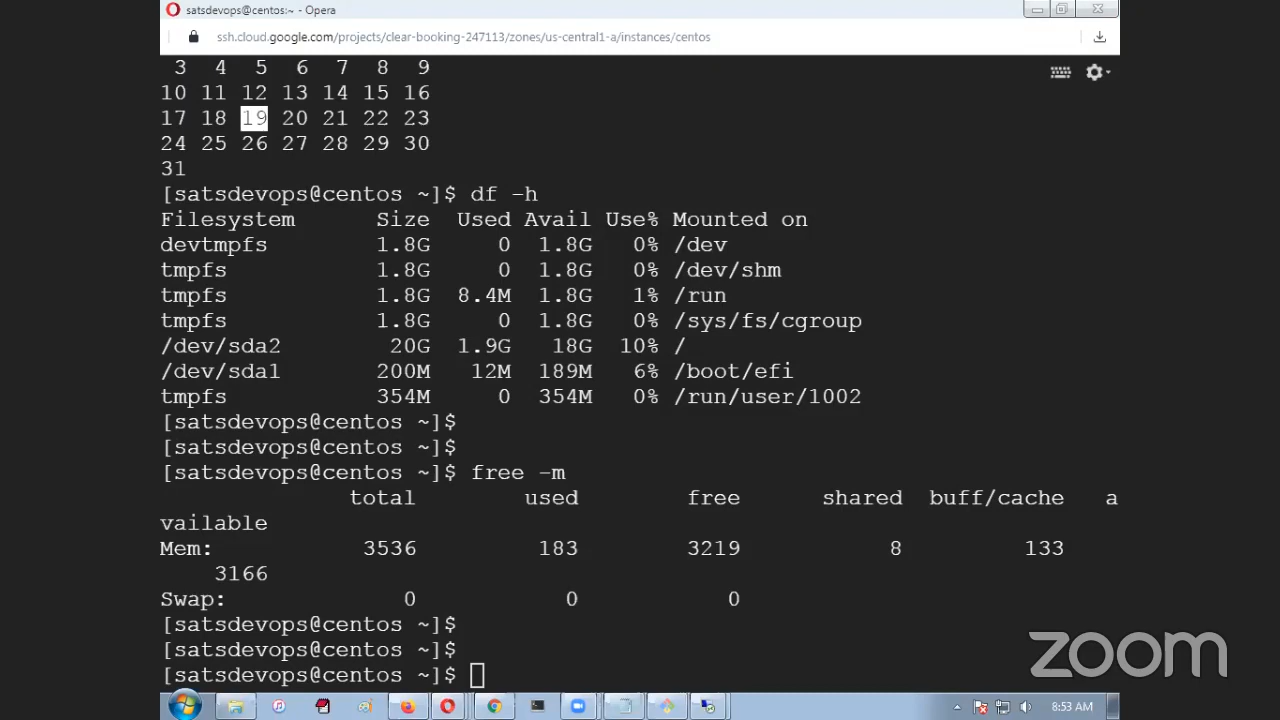 satsdevops@centos:~ - Opera
ssh.cloud.google.com/projects/clear-booking-247113/zones/us-central1-a/instances/centos
3 4 5 6 7 8 9
10 11 12 13 14 15 16
17 18 19 20 21 22 23
24 25 26 27 28 29 30
31
[satsdevops@centos ~]$ df -h
Filesystem Size Used Avail Use% Mounted on
devtmpfs 1.8G 0 1.8G 0% /dev
tmpfs 1.8G 0 1.8G 0% /dev/shm
tmpfs 1.8G 8.4M 1.8G 1% /run
tmpfs 1.8G 0 1.8G 0% /sys/fs/cgroup
/dev/sda2 20G 1.9G 18G 10% /
/dev/sda1 200M 12M 189M 6% /boot/efi
tmpfs 354M 0 354M 0% /run/user/1002
[satsdevops@centos ~]$
[satsdevops@centos ~]$
[satsdevops@centos ~]$ free -m
total used free shared buff/cache a
vailable
Mem: 3536 183 3219 8 133
3166
Swap: 0 0 0
[satsdevops@centos ~]$
[satsdevops@centos ~]$
[satsdevops@centos ~]$
zoom
8:53 AM